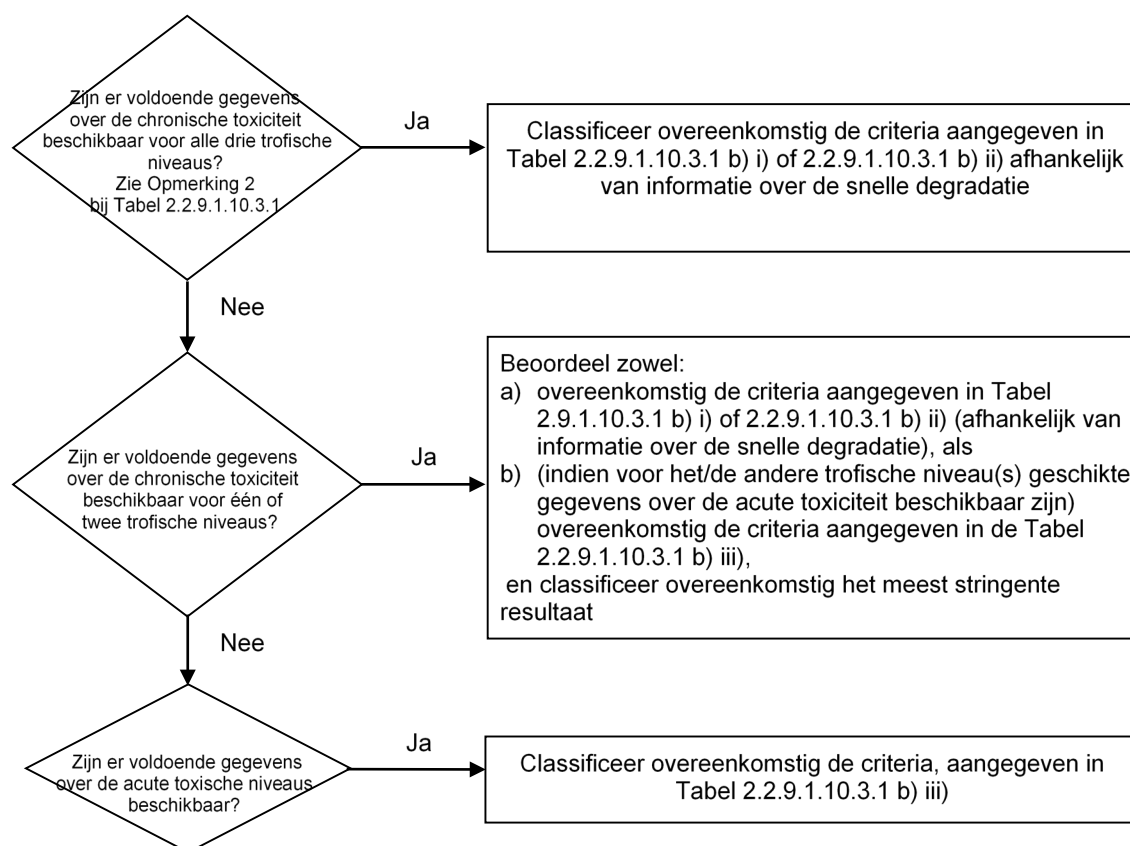 Zijn er voldoende gegevens
over de chronische toxiciteit
beschikbaar voor alle drie trofische
niveaus?
Zie Opmerking 2
bij Tabel 2.2.9.1.10.3.1
Ja
Classificeer overeenkomstig de criteria aangegeven in
Tabel 2.2.9.1.10.3.1 b) i) of 2.2.9.1.10.3.1 b) ii) afhankelijk
van informatie over de snelle degradatie
Nee
Zijn er voldoende gegevens
over de chronische toxiciteit
beschikbaar voor één of
twee trofische niveaus?
Ja
Beoordeel zowel:
a) overeenkomstig de criteria aangegeven in Tabel
2.9.1.10.3.1 b) i) of 2.2.9.1.10.3.1 b) ii) (afhankelijk van
informatie over de snelle degradatie), als
b) (indien voor het/de andere trofische niveau(s) geschikte
gegevens over de acute toxiciteit beschikbaar zijn)
overeenkomstig de criteria aangegeven in de Tabel
2.2.9.1.10.3.1 b) iii),
en classificeer overeenkomstig het meest stringente
resultaat
Nee
Zijn er voldoende gegevens
over de acute toxische niveaus
beschikbaar?
Ja
Classificeer overeenkomstig de criteria, aangegeven in
Tabel 2.2.9.1.10.3.1 b) iii)